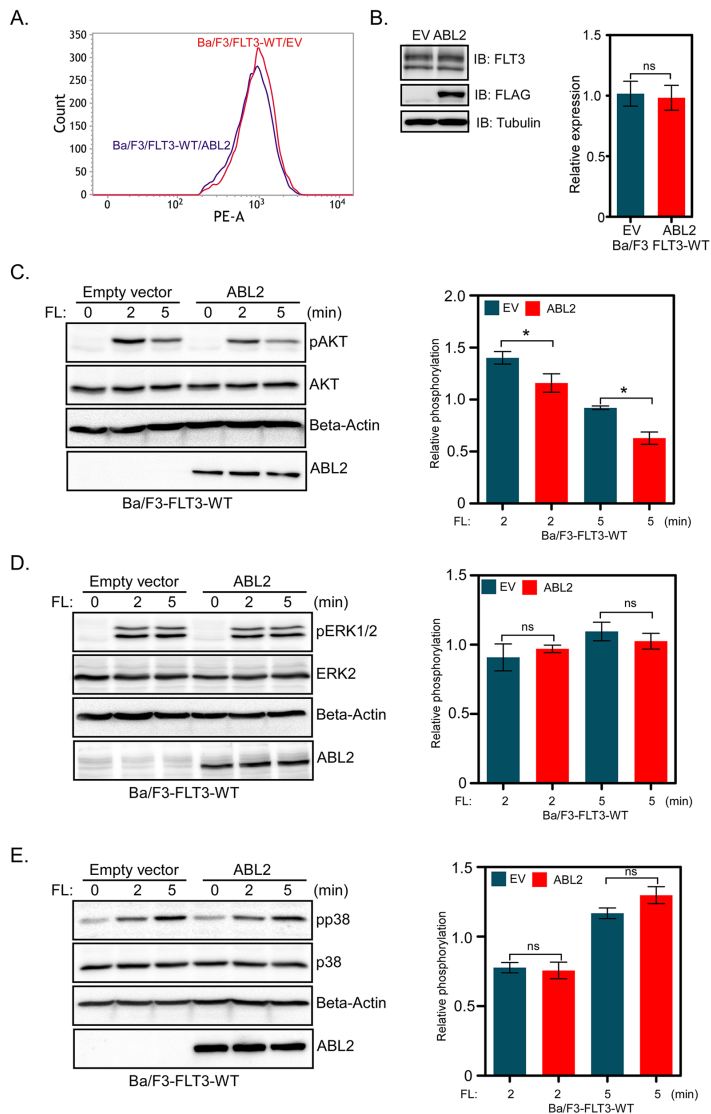 A.
Ba/F3/FLT3-WT/EV
Ba/F3/FLT3-WT/ABL2
Count
350
300
250
200
150
100
50
0
0 10² 10³ 10⁴
PE-A
B.
EV ABL2
IB: FLT3
IB: FLAG
IB: Tubulin
Relative expression
1.5
1.0
0.5
0
ns
EV ABL2
Ba/F3 FLT3-WT
C.
Empty vector ABL2
FL: 0 2 5 0 2 5 (min)
pAKT
AKT
Beta-Actin
ABL2
Ba/F3-FLT3-WT
Relative phosphorylation
2.0
1.5
1.0
0.5
0
EV ABL2
*
*
FL: 2 2 5 5 (min)
Ba/F3-FLT3-WT
D.
Empty vector ABL2
FL: 0 2 5 0 2 5 (min)
pERK1/2
ERK2
Beta-Actin
ABL2
Ba/F3-FLT3-WT
Relative phosphorylation
1.5
1.0
0.5
0
EV ABL2
ns
ns
FL: 2 2 5 5 (min)
Ba/F3-FLT3-WT
E.
Empty vector ABL2
FL: 0 2 5 0 2 5 (min)
pp38
p38
Beta-Actin
ABL2
Ba/F3-FLT3-WT
Relative phosphorylation
1.5
1.0
0.5
0
EV ABL2
ns
ns
FL: 2 2 5 5 (min)
Ba/F3-FLT3-WT